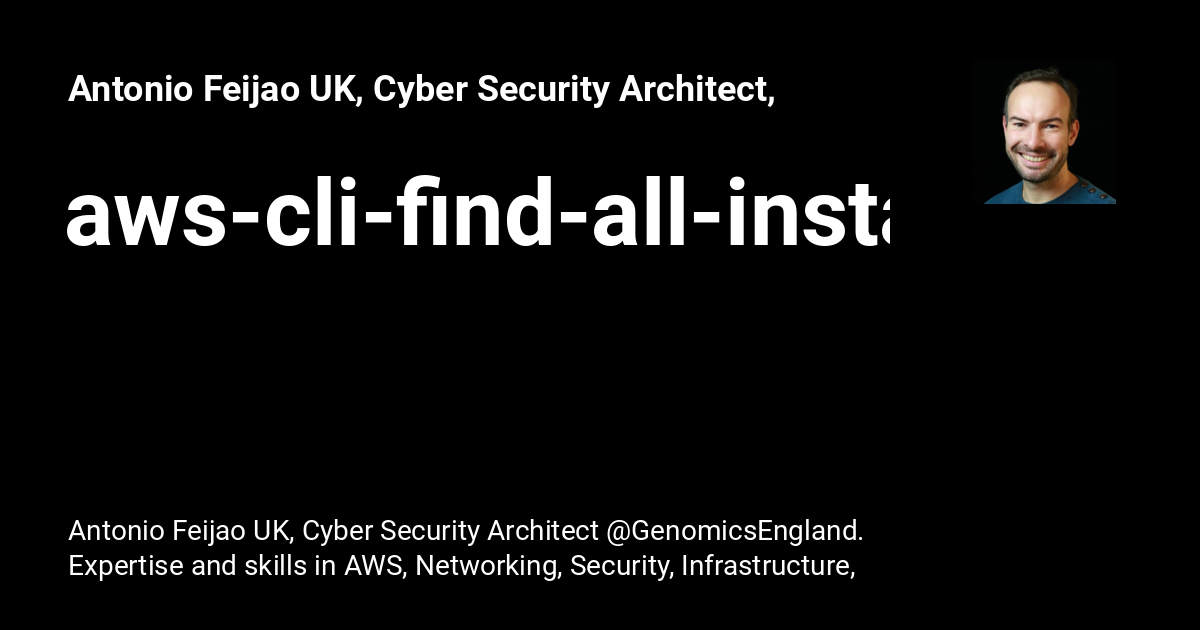 Antonio Feijao UK, Cyber Security Architect,
aws-cli-find-all-insta
Antonio Feijao UK, Cyber Security Architect @GenomicsEngland.
Expertise and skills in AWS, Networking, Security, Infrastructure,